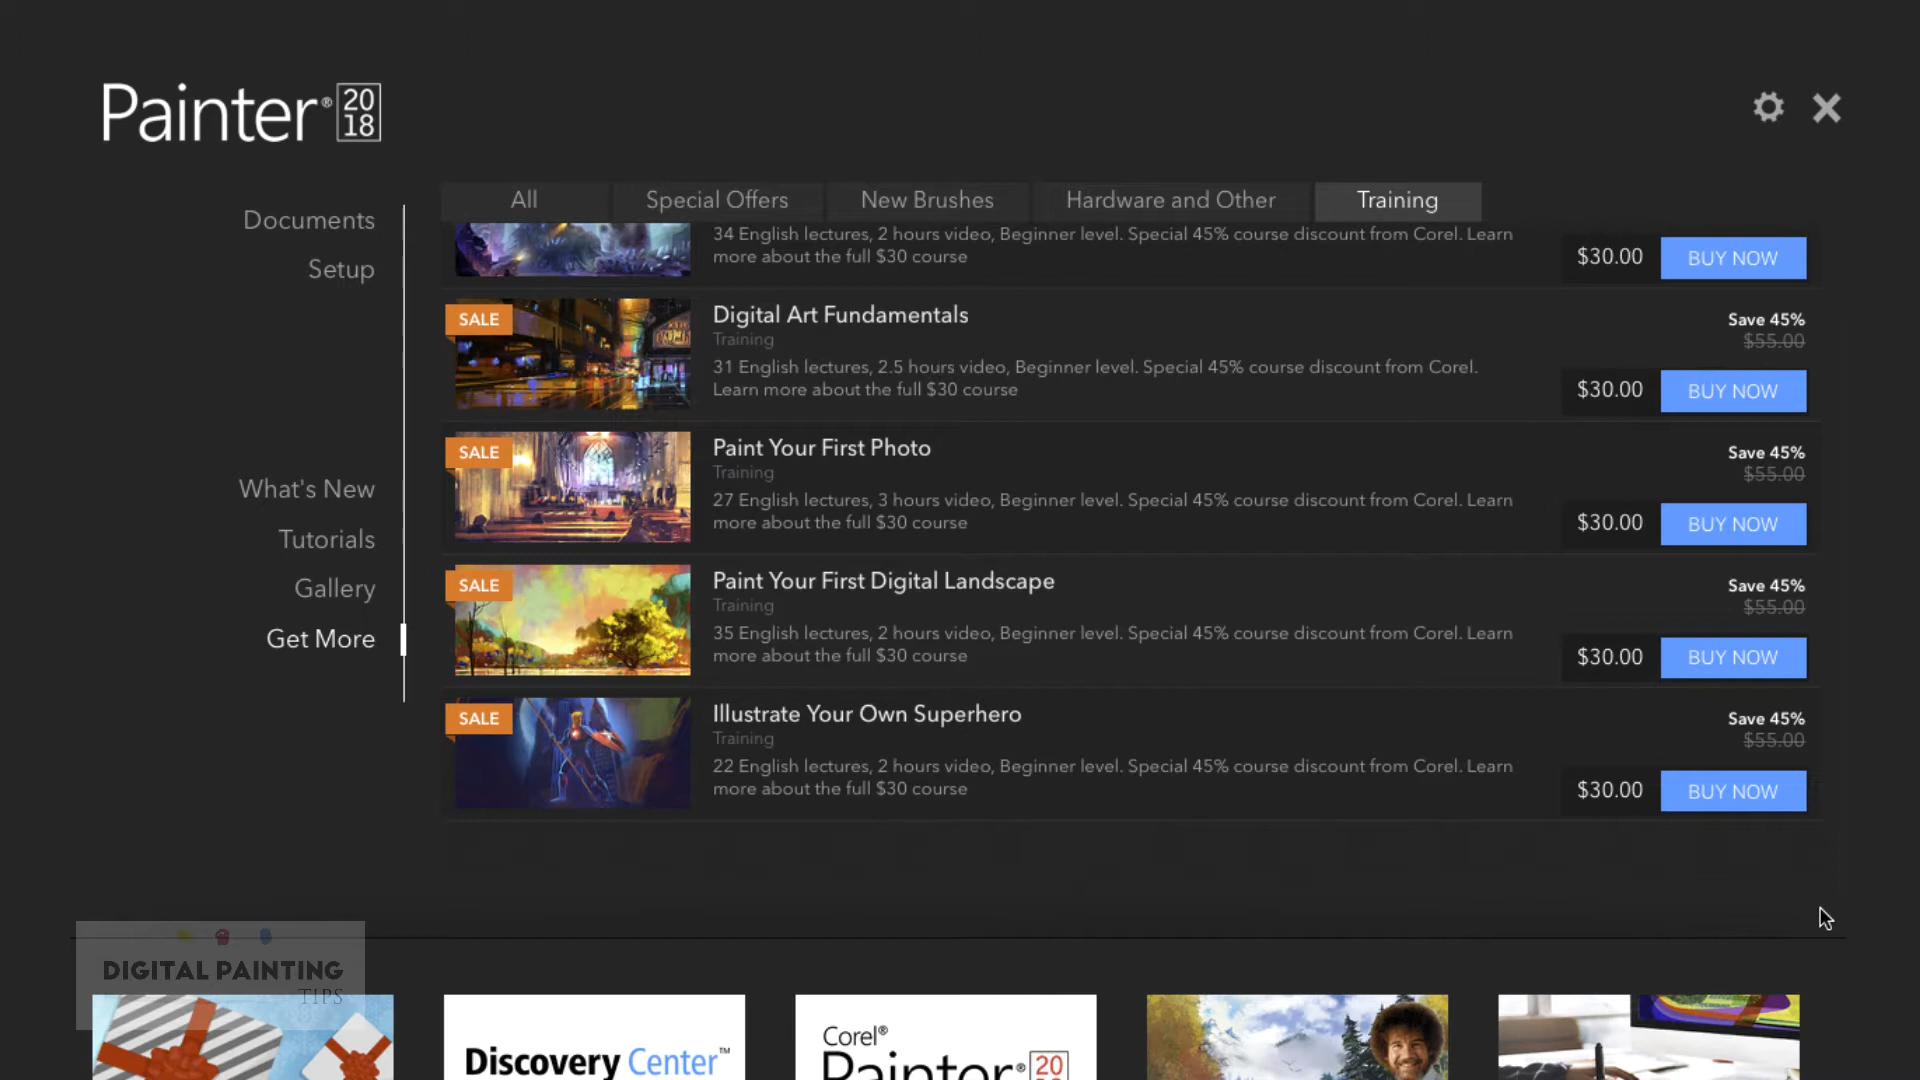 Painter® 20 18
All Special Offers New Brushes Hardware and Other Training
Documents
Setup
What's New
Tutorials
Gallery
Get More
34 English lectures, 2 hours video, Beginner level. Special 45% course discount from Corel. Learn
more about the full $30 course
$30.00 BUY NOW
SALE
Digital Art Fundamentals
Training
31 English lectures, 2.5 hours video, Beginner level. Special 45% course discount from Corel.
Learn more about the full $30 course
Save 45%
$55.00
$30.00 BUY NOW
SALE
Paint Your First Photo
Training
27 English lectures, 3 hours video, Beginner level. Special 45% course discount from Corel. Learn
more about the full $30 course
Save 45%
$55.00
$30.00 BUY NOW
SALE
Paint Your First Digital Landscape
Training
35 English lectures, 2 hours video, Beginner level. Special 45% course discount from Corel. Learn
more about the full $30 course
Save 45%
$55.00
$30.00 BUY NOW
SALE
Illustrate Your Own Superhero
Training
22 English lectures, 2 hours video, Beginner level. Special 45% course discount from Corel. Learn
more about the full $30 course
Save 45%
$55.00
$30.00 BUY NOW
DIGITAL PAINTING
TIPS
Discovery Center™
Corel®
Painter® 20